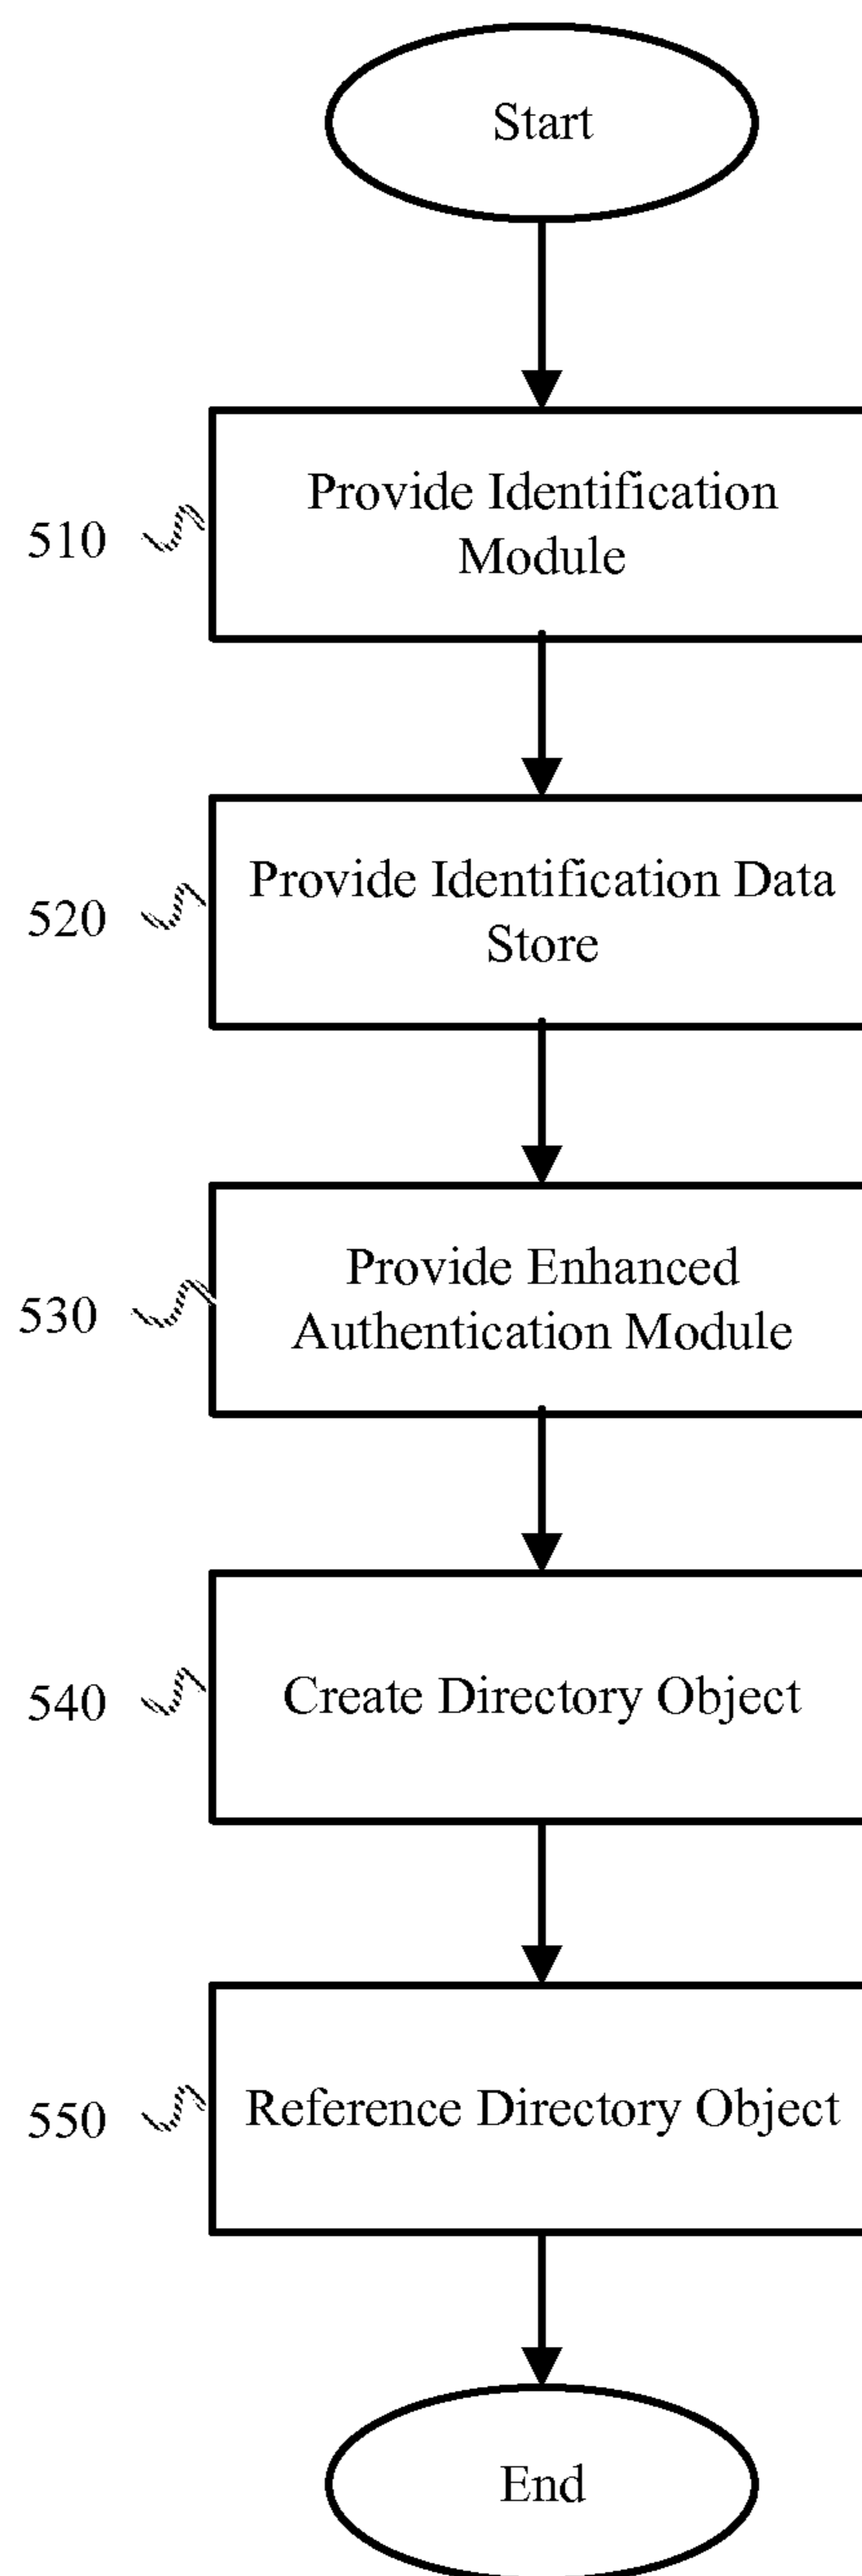 Start
510
Provide Identification
Module
520
Provide Identification Data
Store
530
Provide Enhanced
Authentication Module
540
Create Directory Object
550
Reference Directory Object
End